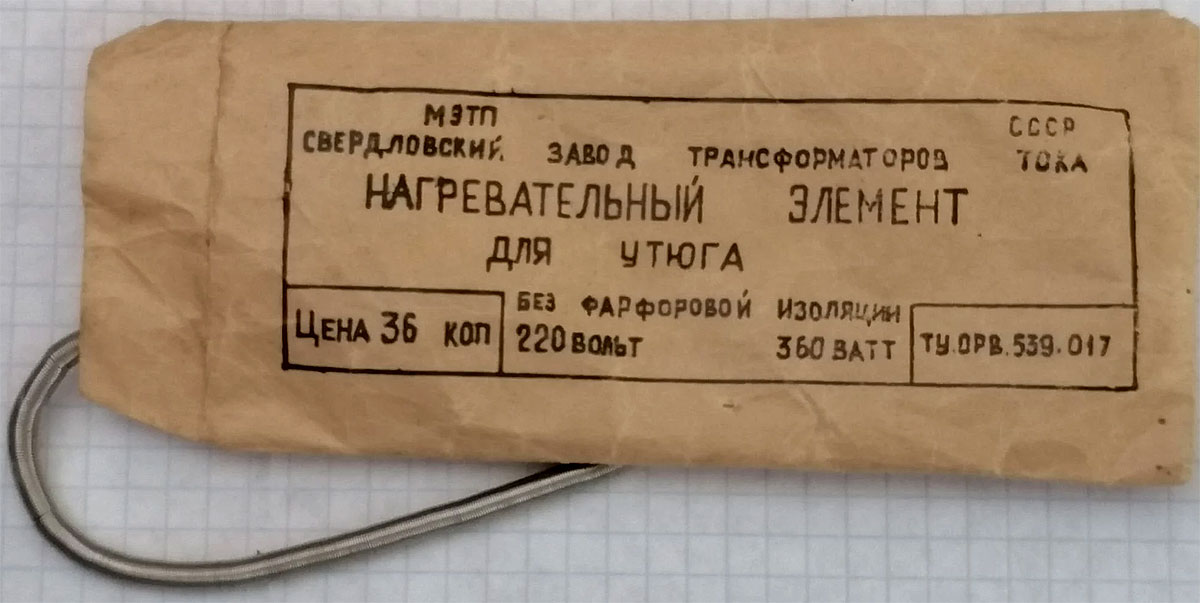 МЭТП СССР
СВЕРДЛОВСКИЙ ЗАВОД ТРАНСФОРМАТОРОВ ТОКА
НАГРЕВАТЕЛЬНЫЙ ЭЛЕМЕНТ
ДЛЯ УТЮГА
БЕЗ ФАРФОРОВОЙ ИЗОЛЯЦИИ
ЦЕНА 36 КОП 220 ВОЛЬТ 360 ВАТТ ТУ.ОРВ.539.017